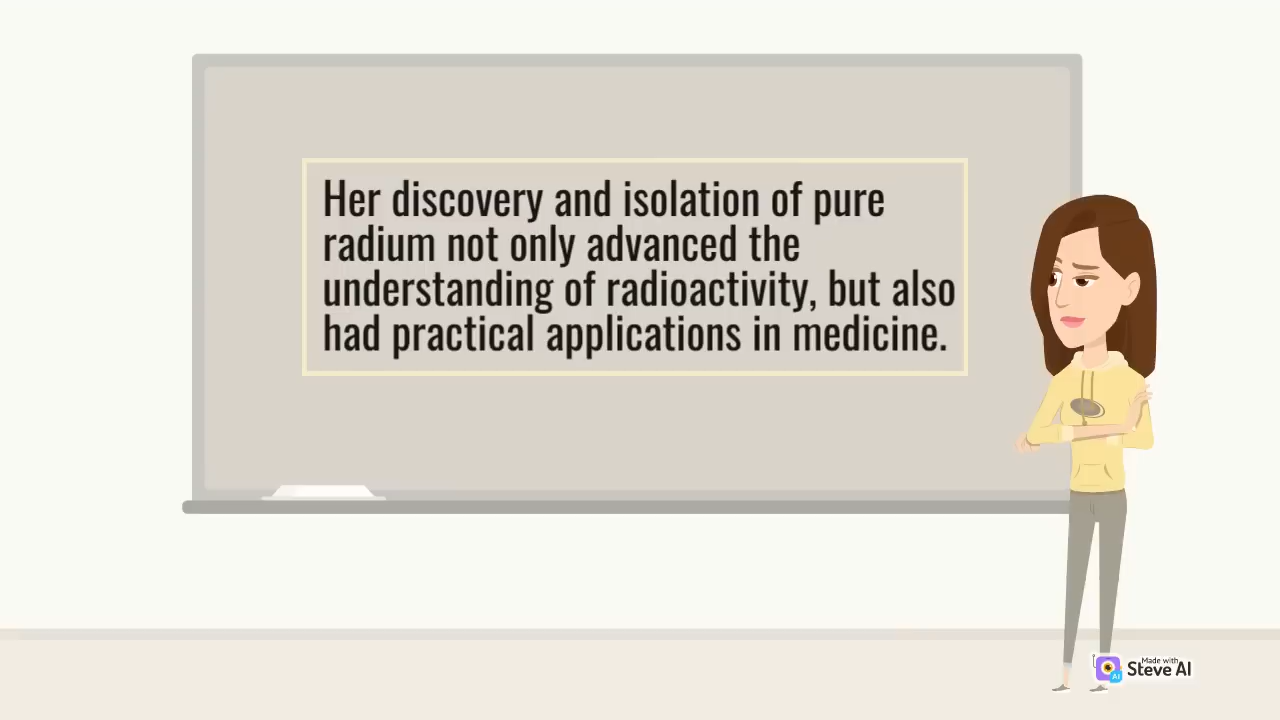 Her discovery and isolation of pure
radium not only advanced the
understanding of radioactivity, but also
had practical applications in medicine.
Made with
Steve AI
AI